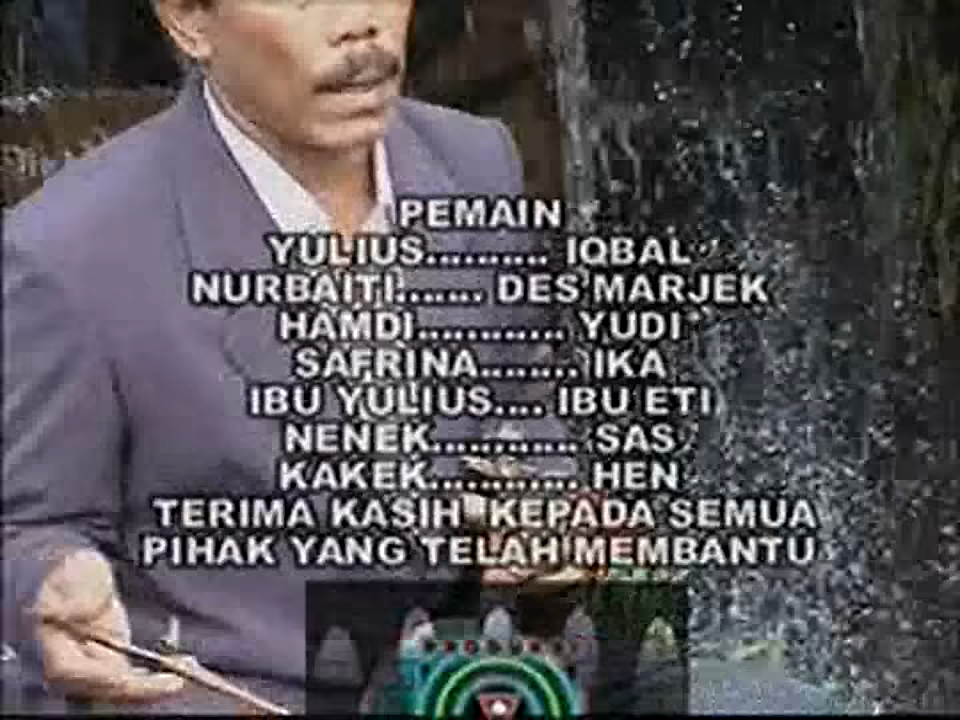 PEMAIN
YULIUS.......... IQBAL
NURBAITI....... DES MARJEK
HAMDI............ YUDI
SAFRINA........ IKA
IBU YULIUS.... IBU ETI
NENEK............ SAS
KAKEK............ HEN
TERIMA KASIH KEPADA SEMUA
PIHAK YANG TELAH MEMBANTU